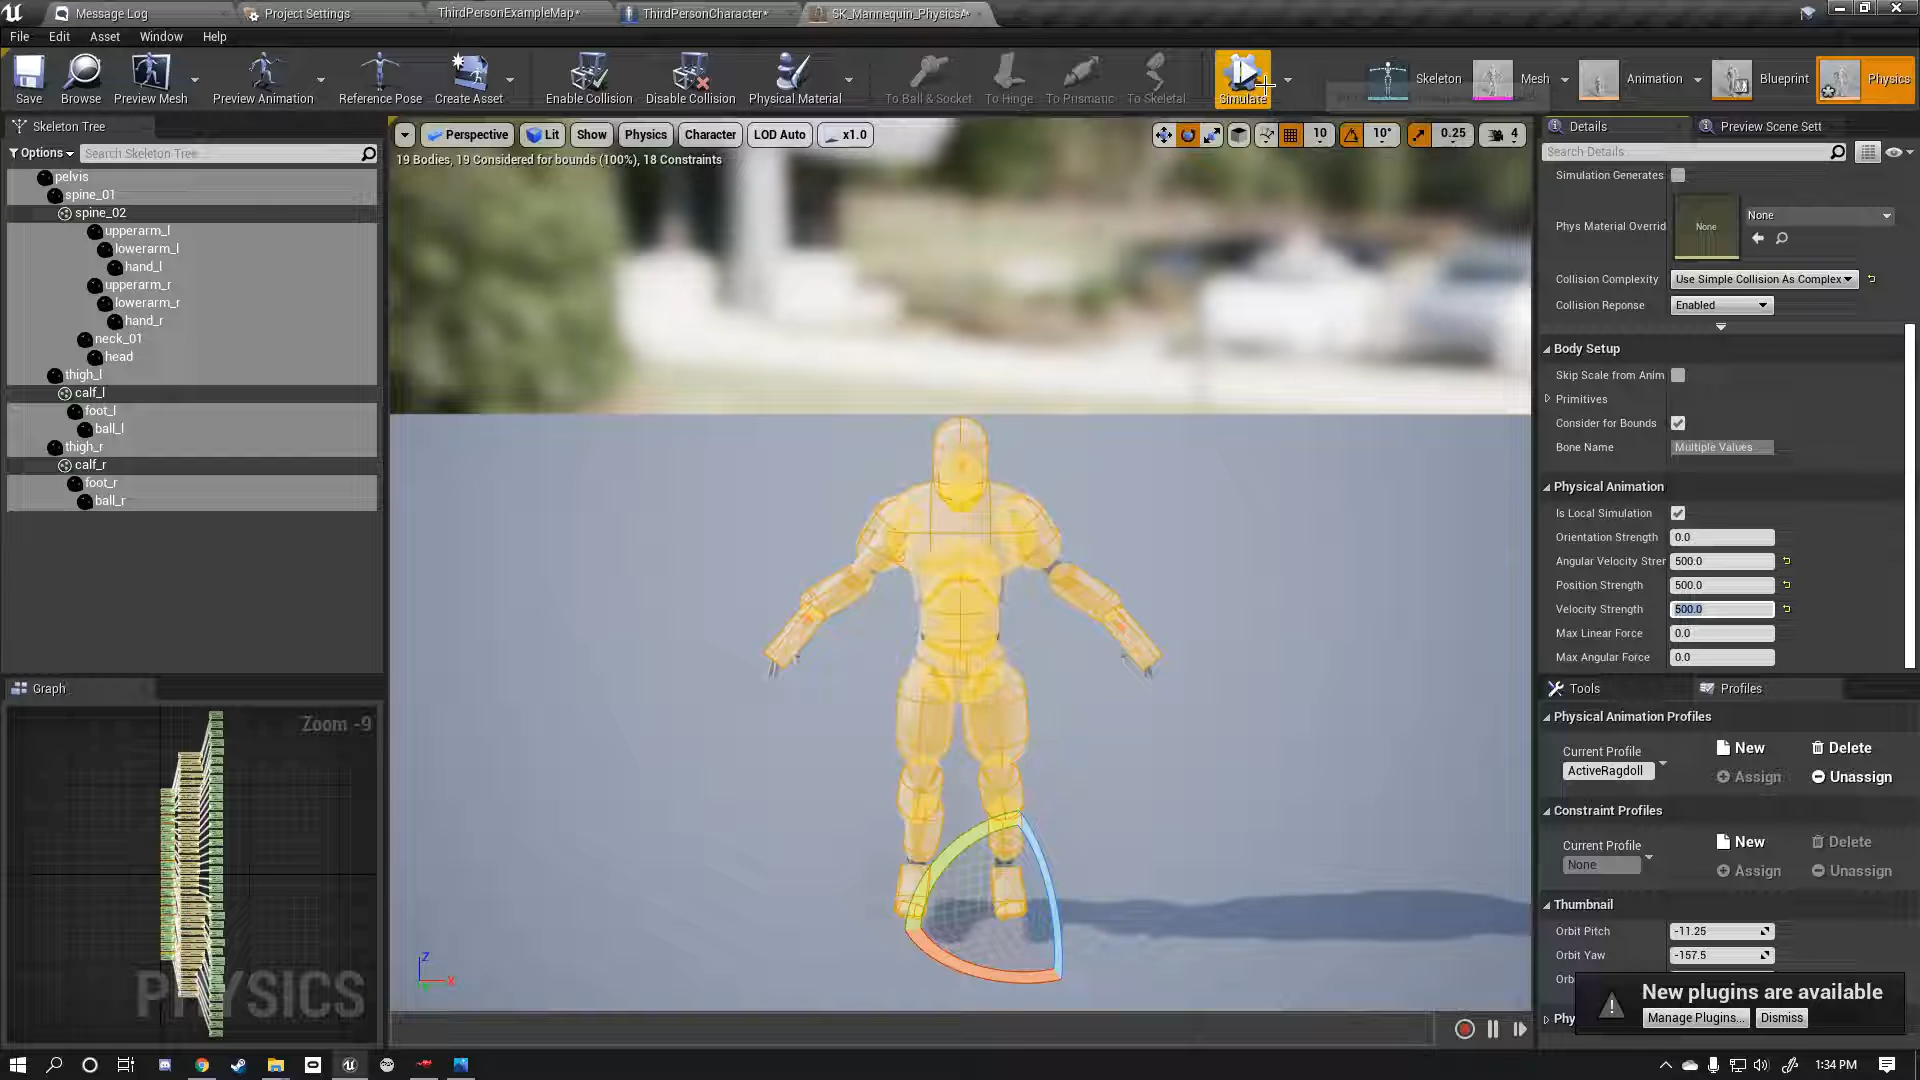 Message Log
Project Settings
ThirdPersonExampleMap*
ThirdPersonCharacter*
SK_Mannequin_PhysicsA*
File Edit Asset Window Help
Save
Browse
Preview Mesh
Preview Animation
Reference Pose
Create Asset
Enable Collision
Disable Collision
Physical Material
To Ball & Socket
To Hinge
To Prismatic
To Skeletal
Simulate
Skeleton
Mesh
Animation
Blueprint
Physics
Skeleton Tree
Options
Search Skeleton Tree
pelvis
spine_01
spine_02
upperarm_l
lowerarm_l
hand_l
upperarm_r
lowerarm_r
hand_r
neck_01
head
thigh_l
calf_l
foot_l
ball_l
thigh_r
calf_r
foot_r
ball_r
Graph
Zoom -9
PHYSICS
Perspective
Lit
Show
Physics
Character
LOD Auto
x1.0
10
10°
0.25
4
19 Bodies, 19 Considered for bounds (100%), 18 Constraints
Z
X
Details
Preview Scene Sett
Search Details
Simulation Generates
Phys Material Overrid
None
None
Collision Complexity
Use Simple Collision As Complex
Collision Reponse
Enabled
Body Setup
Skip Scale from Anim
Primitives
Consider for Bounds
Bone Name
Multiple Values
Physical Animation
Is Local Simulation
Orientation Strength 0.0
Angular Velocity Stren 500.0
Position Strength 500.0
Velocity Strength 500.0
Max Linear Force 0.0
Max Angular Force 0.0
Tools
Profiles
Physical Animation Profiles
Current Profile
ActiveRagdoll
New
Delete
Assign
Unassign
Constraint Profiles
Current Profile
None
New
Delete
Assign
Unassign
Thumbnail
Orbit Pitch -11.25
Orbit Yaw -157.5
Orb
Phy
New plugins are available
Manage Plugins...
Dismiss
1:34 PM